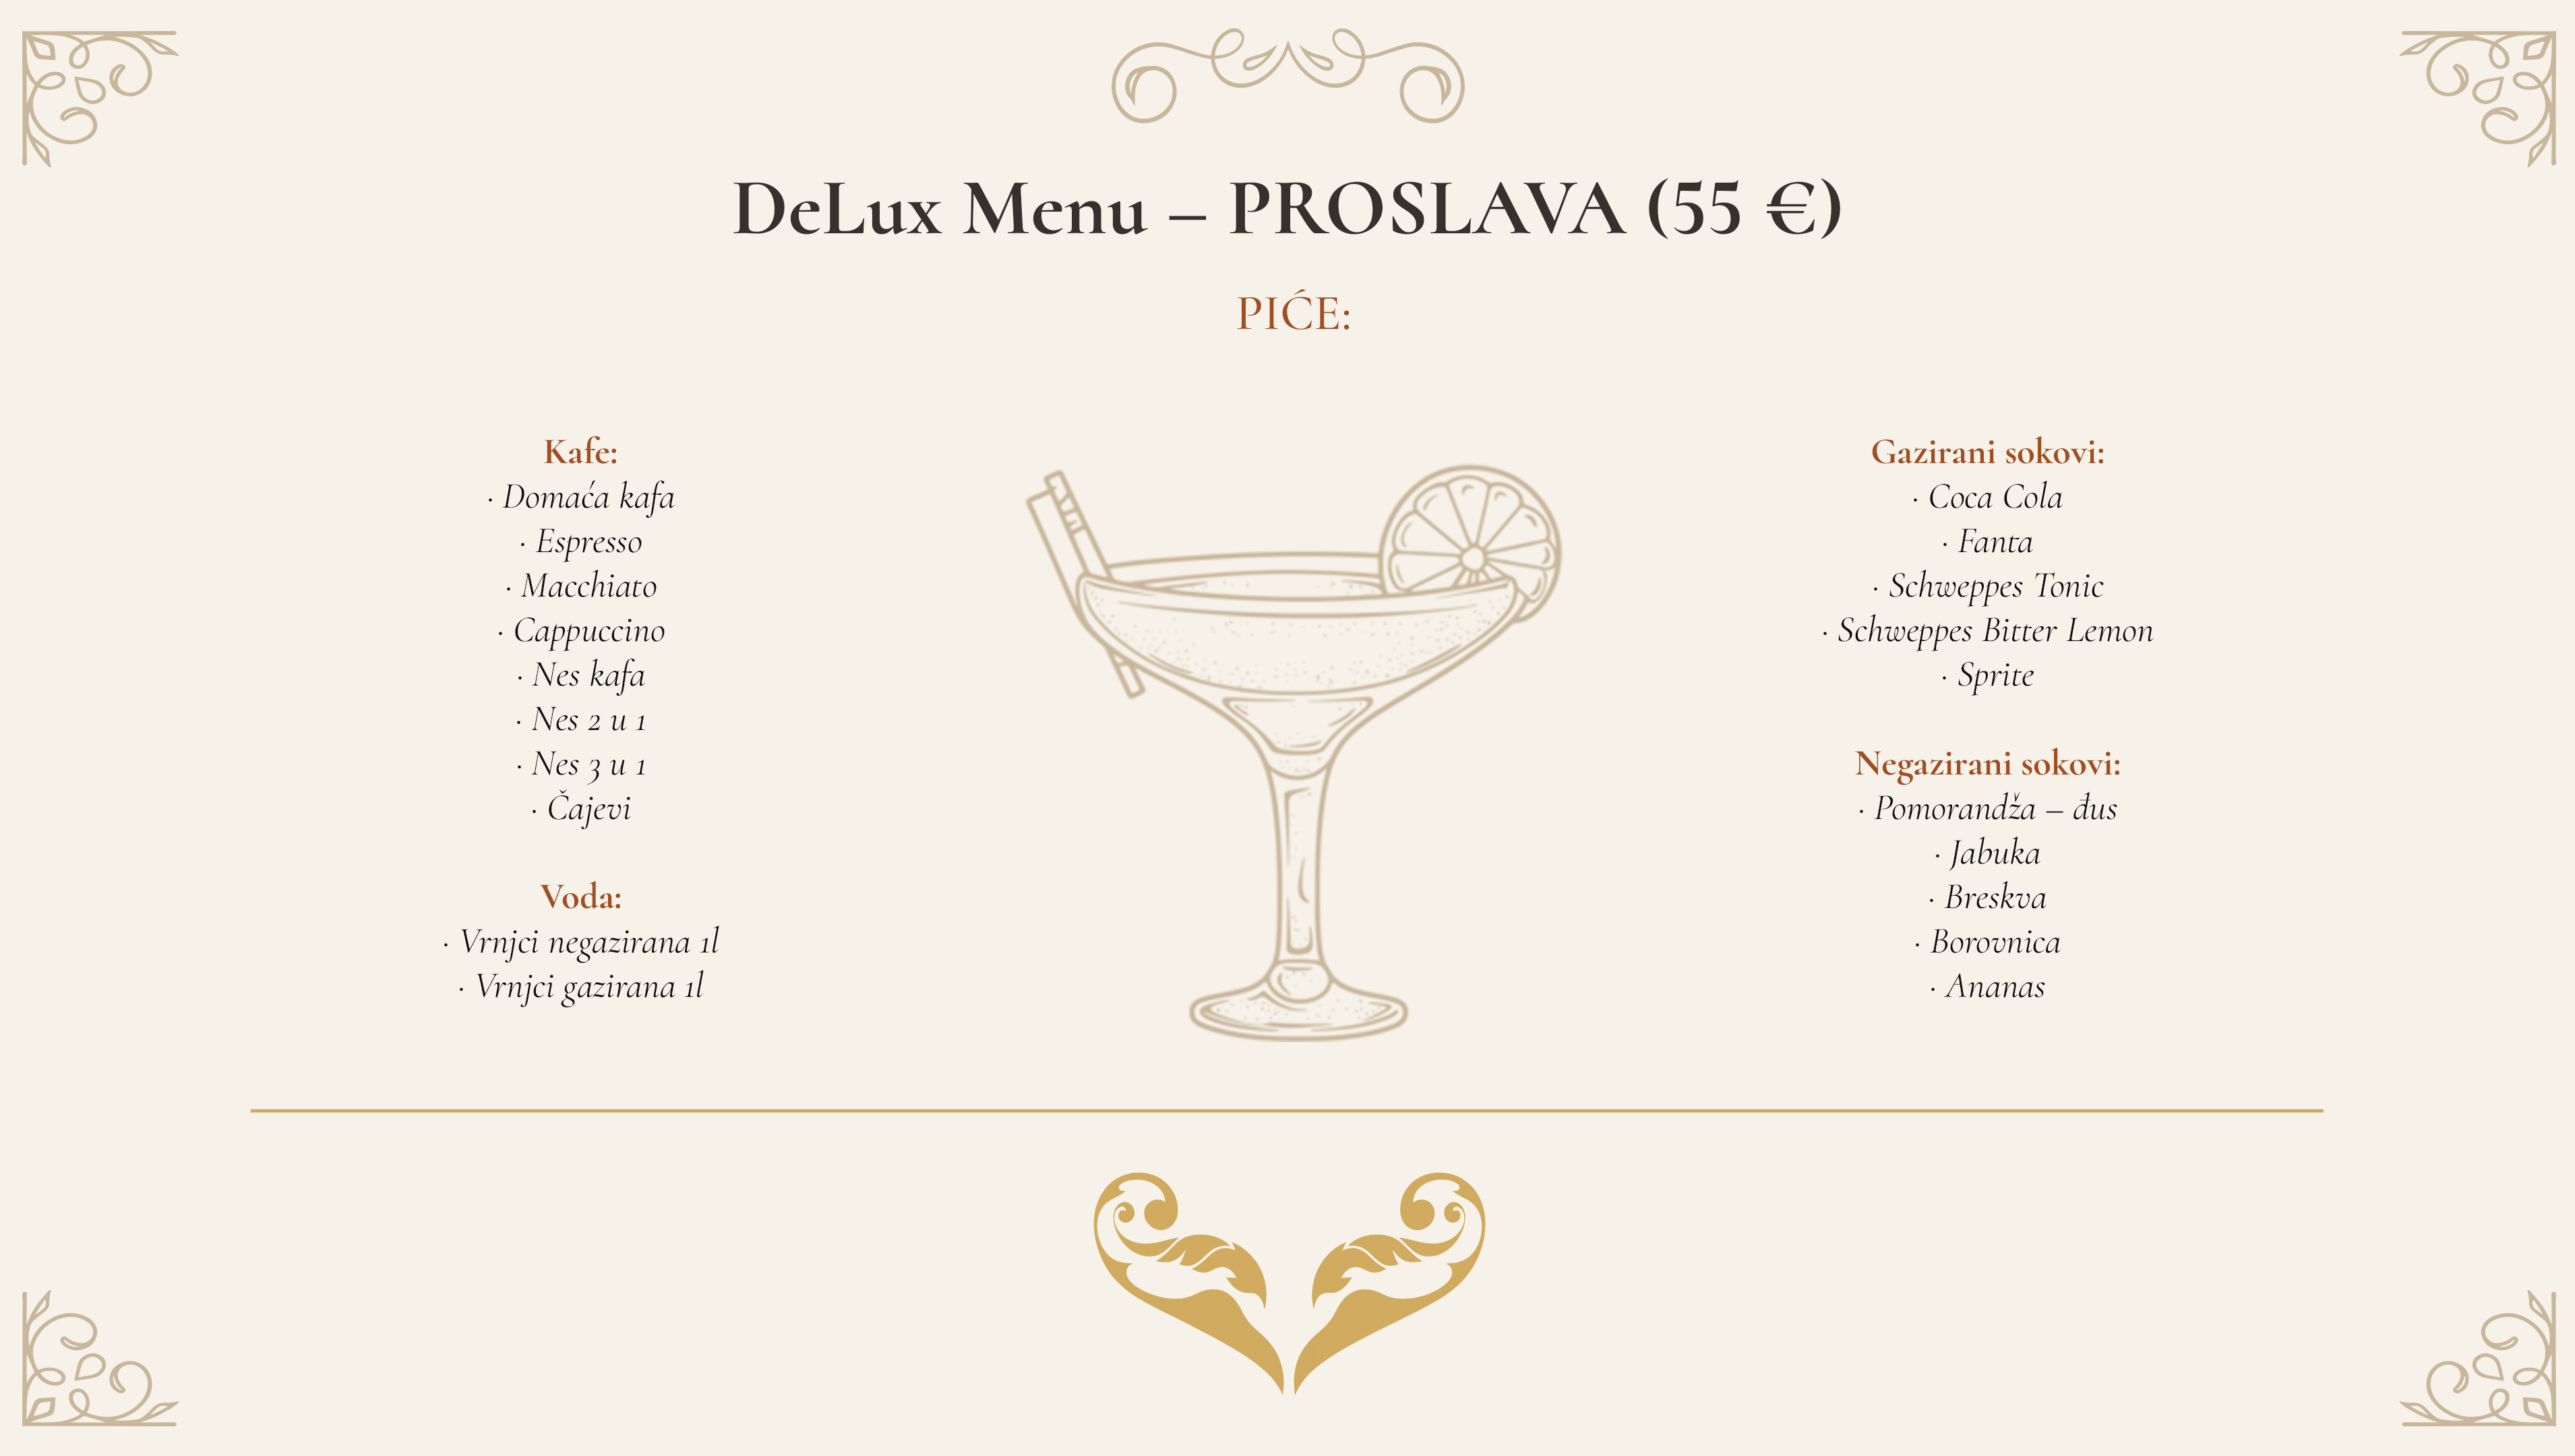 DeLux Menu – PROSLAVA (55 €)
PIĆE:
Kafe:
· Domaća kafa
· Espresso
· Macchiato
· Cappuccino
· Nes kafa
· Nes 2 u 1
· Nes 3 u 1
· Čajevi
Voda:
· Vrnjci negazirana 1l
· Vrnjci gazirana 1l
Gazirani sokovi:
· Coca Cola
· Fanta
· Schweppes Tonic
· Schweppes Bitter Lemon
· Sprite
Negazirani sokovi:
· Pomorandža – đus
· Jabuka
· Breskva
· Borovnica
· Ananas